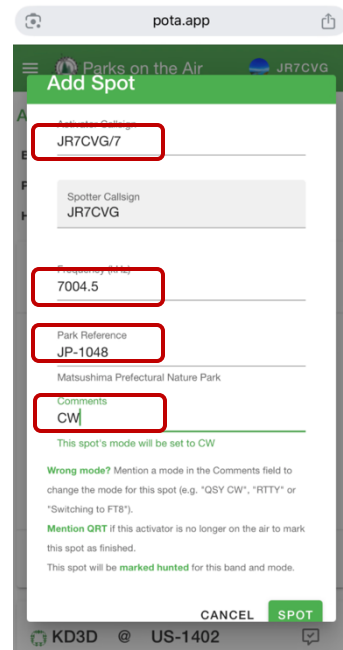 pota.app
Parks on the Air
JR7CVG
Add Spot
Activator Callsign
JR7CVG/7
Spotter Callsign
JR7CVG
Frequency (kHz)
7004.5
Park Reference
JP-1048
Matsushima Prefectural Nature Park
Comments
CW
This spot's mode will be set to CW
Wrong mode? Mention a mode in the Comments field to
change the mode for this spot (e.g. "QSY CW", "RTTY" or
"Switching to FT8").
Mention QRT if this activator is no longer on the air to mark
this spot as finished.
This spot will be marked hunted for this band and mode.
CANCEL SPOT
KD3D @ US-1402